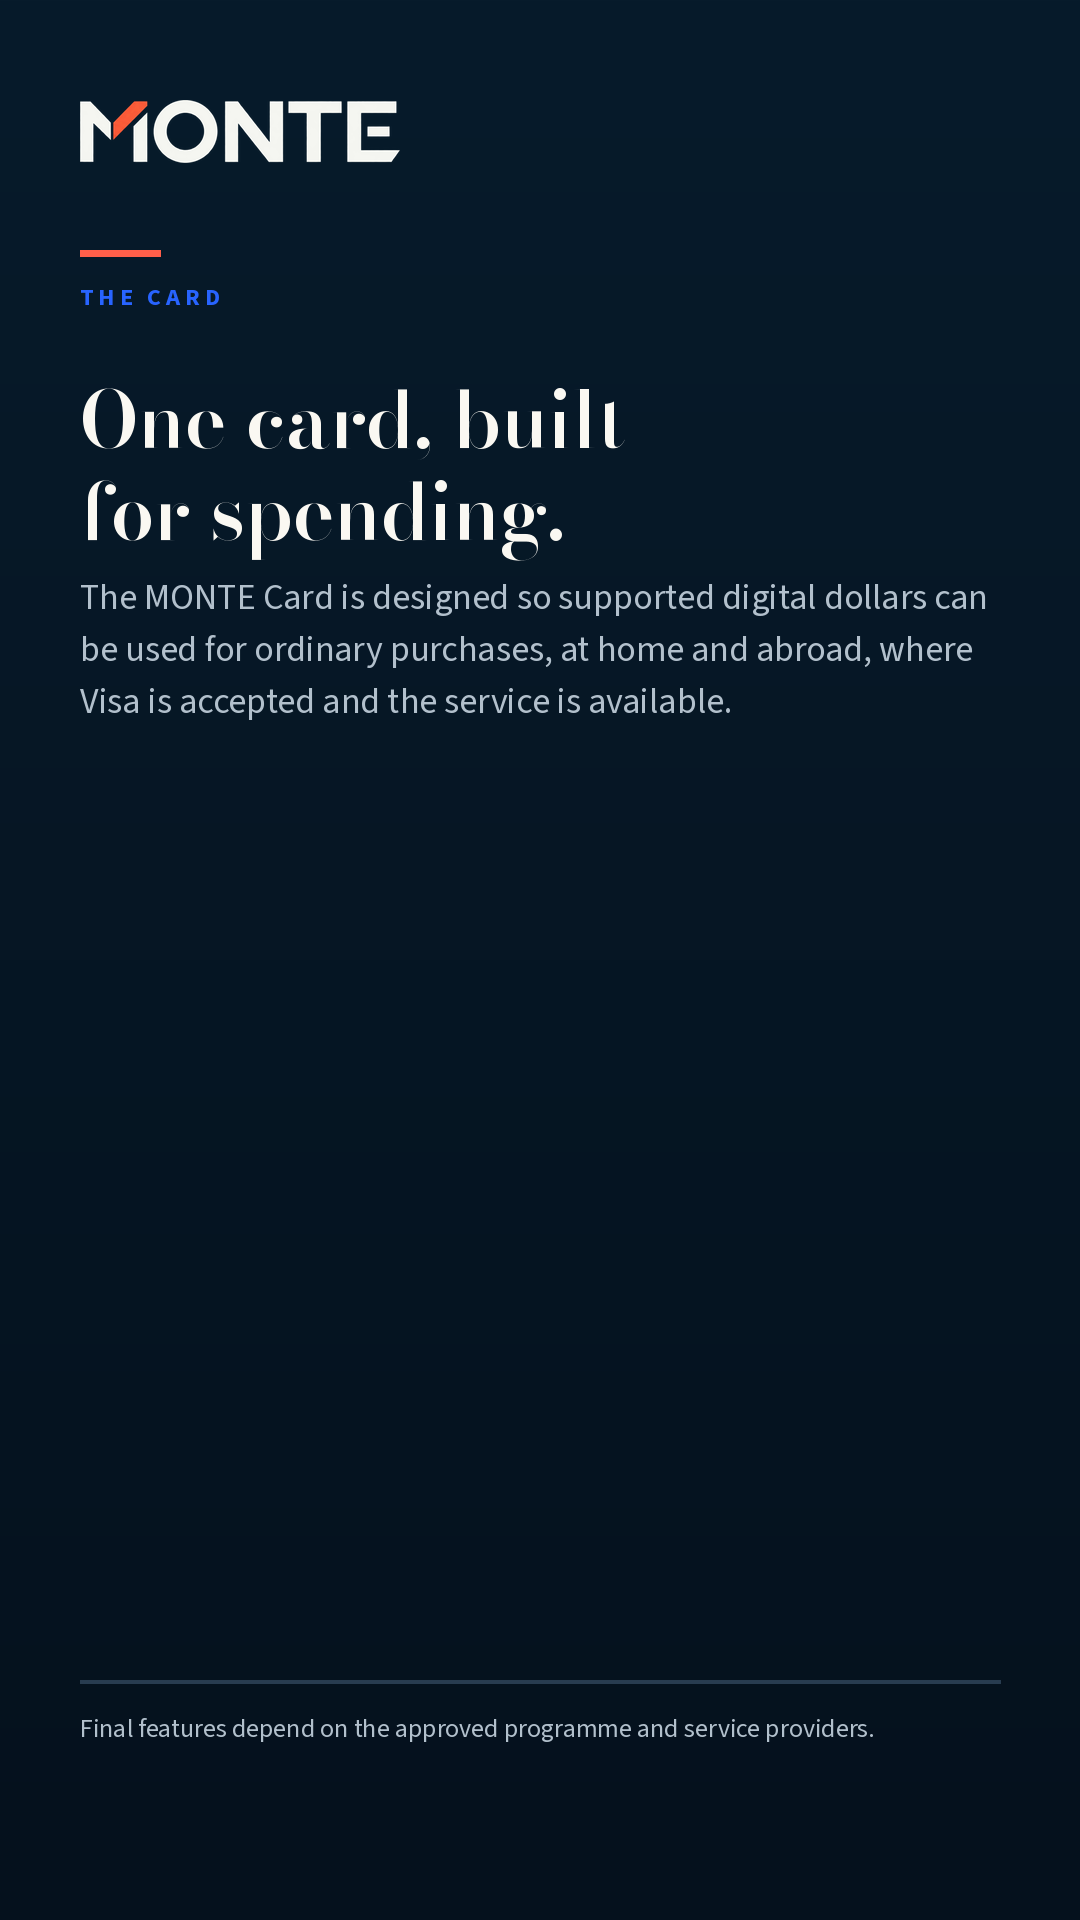 MONTE
THE CARD
One card, built
for spending.
The MONTE Card is designed so supported digital dollars can
be used for ordinary purchases, at home and abroad, where
Visa is accepted and the service is available.
Final features depend on the approved programme and service providers.